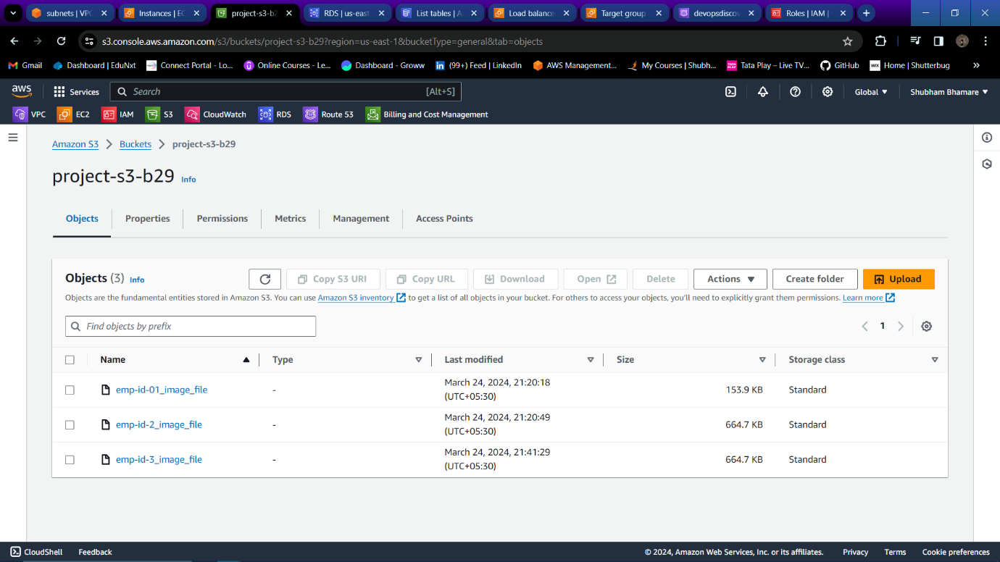 subnets | VPC
Instances | EC
project-s3-b2
RDS | us-east
List tables | A
Load balance
Target group
devopsdiscov
Roles | IAM |
s3.console.aws.amazon.com/s3/buckets/project-s3-b29?region=us-east-1&bucketType=general&tab=objects
Gmail
Dashboard | EduNxt
Connect Portal - Lo...
Online Courses - Le...
Dashboard - Groww
(99+) Feed | LinkedIn
AWS Management...
My Courses | Shubh...
Tata Play – Live TV...
GitHub
Home | Shutterbug
aws
Services
Search
[Alt+S]
Global
Shubham Bhamare
VPC
EC2
IAM
S3
CloudWatch
RDS
Route 53
Billing and Cost Management
Amazon S3
Buckets
project-s3-b29
project-s3-b29
Info
Objects
Properties
Permissions
Metrics
Management
Access Points
Objects (3)
Info
Copy S3 URI
Copy URL
Download
Open
Delete
Actions
Create folder
Upload
Objects are the fundamental entities stored in Amazon S3. You can use Amazon S3 inventory to get a list of all objects in your bucket. For others to access your objects, you'll need to explicitly grant them permissions. Learn more
Find objects by prefix
1
Name
Type
Last modified
Size
Storage class
emp-id-01_image_file
-
March 24, 2024, 21:20:18
(UTC+05:30)
153.9 KB
Standard
emp-id-2_image_file
-
March 24, 2024, 21:20:49
(UTC+05:30)
664.7 KB
Standard
emp-id-3_image_file
-
March 24, 2024, 21:41:29
(UTC+05:30)
664.7 KB
Standard
CloudShell
Feedback
© 2024, Amazon Web Services, Inc. or its affiliates.
Privacy
Terms
Cookie preferences